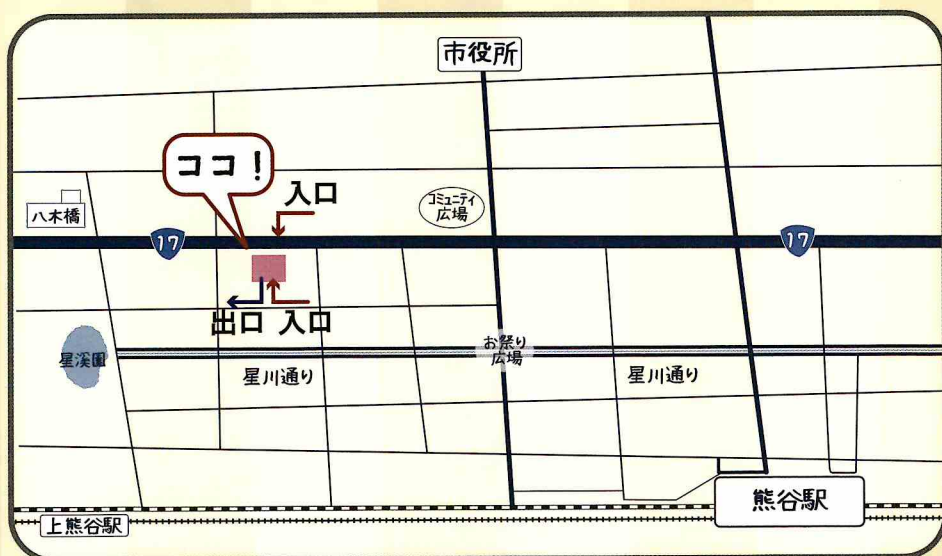 市役所
ココ！
入口
コミュニティ
広場
八木橋
17
17
出口 入口
お祭り
広場
星溪園
星川通り
星川通り
熊谷駅
上熊谷駅